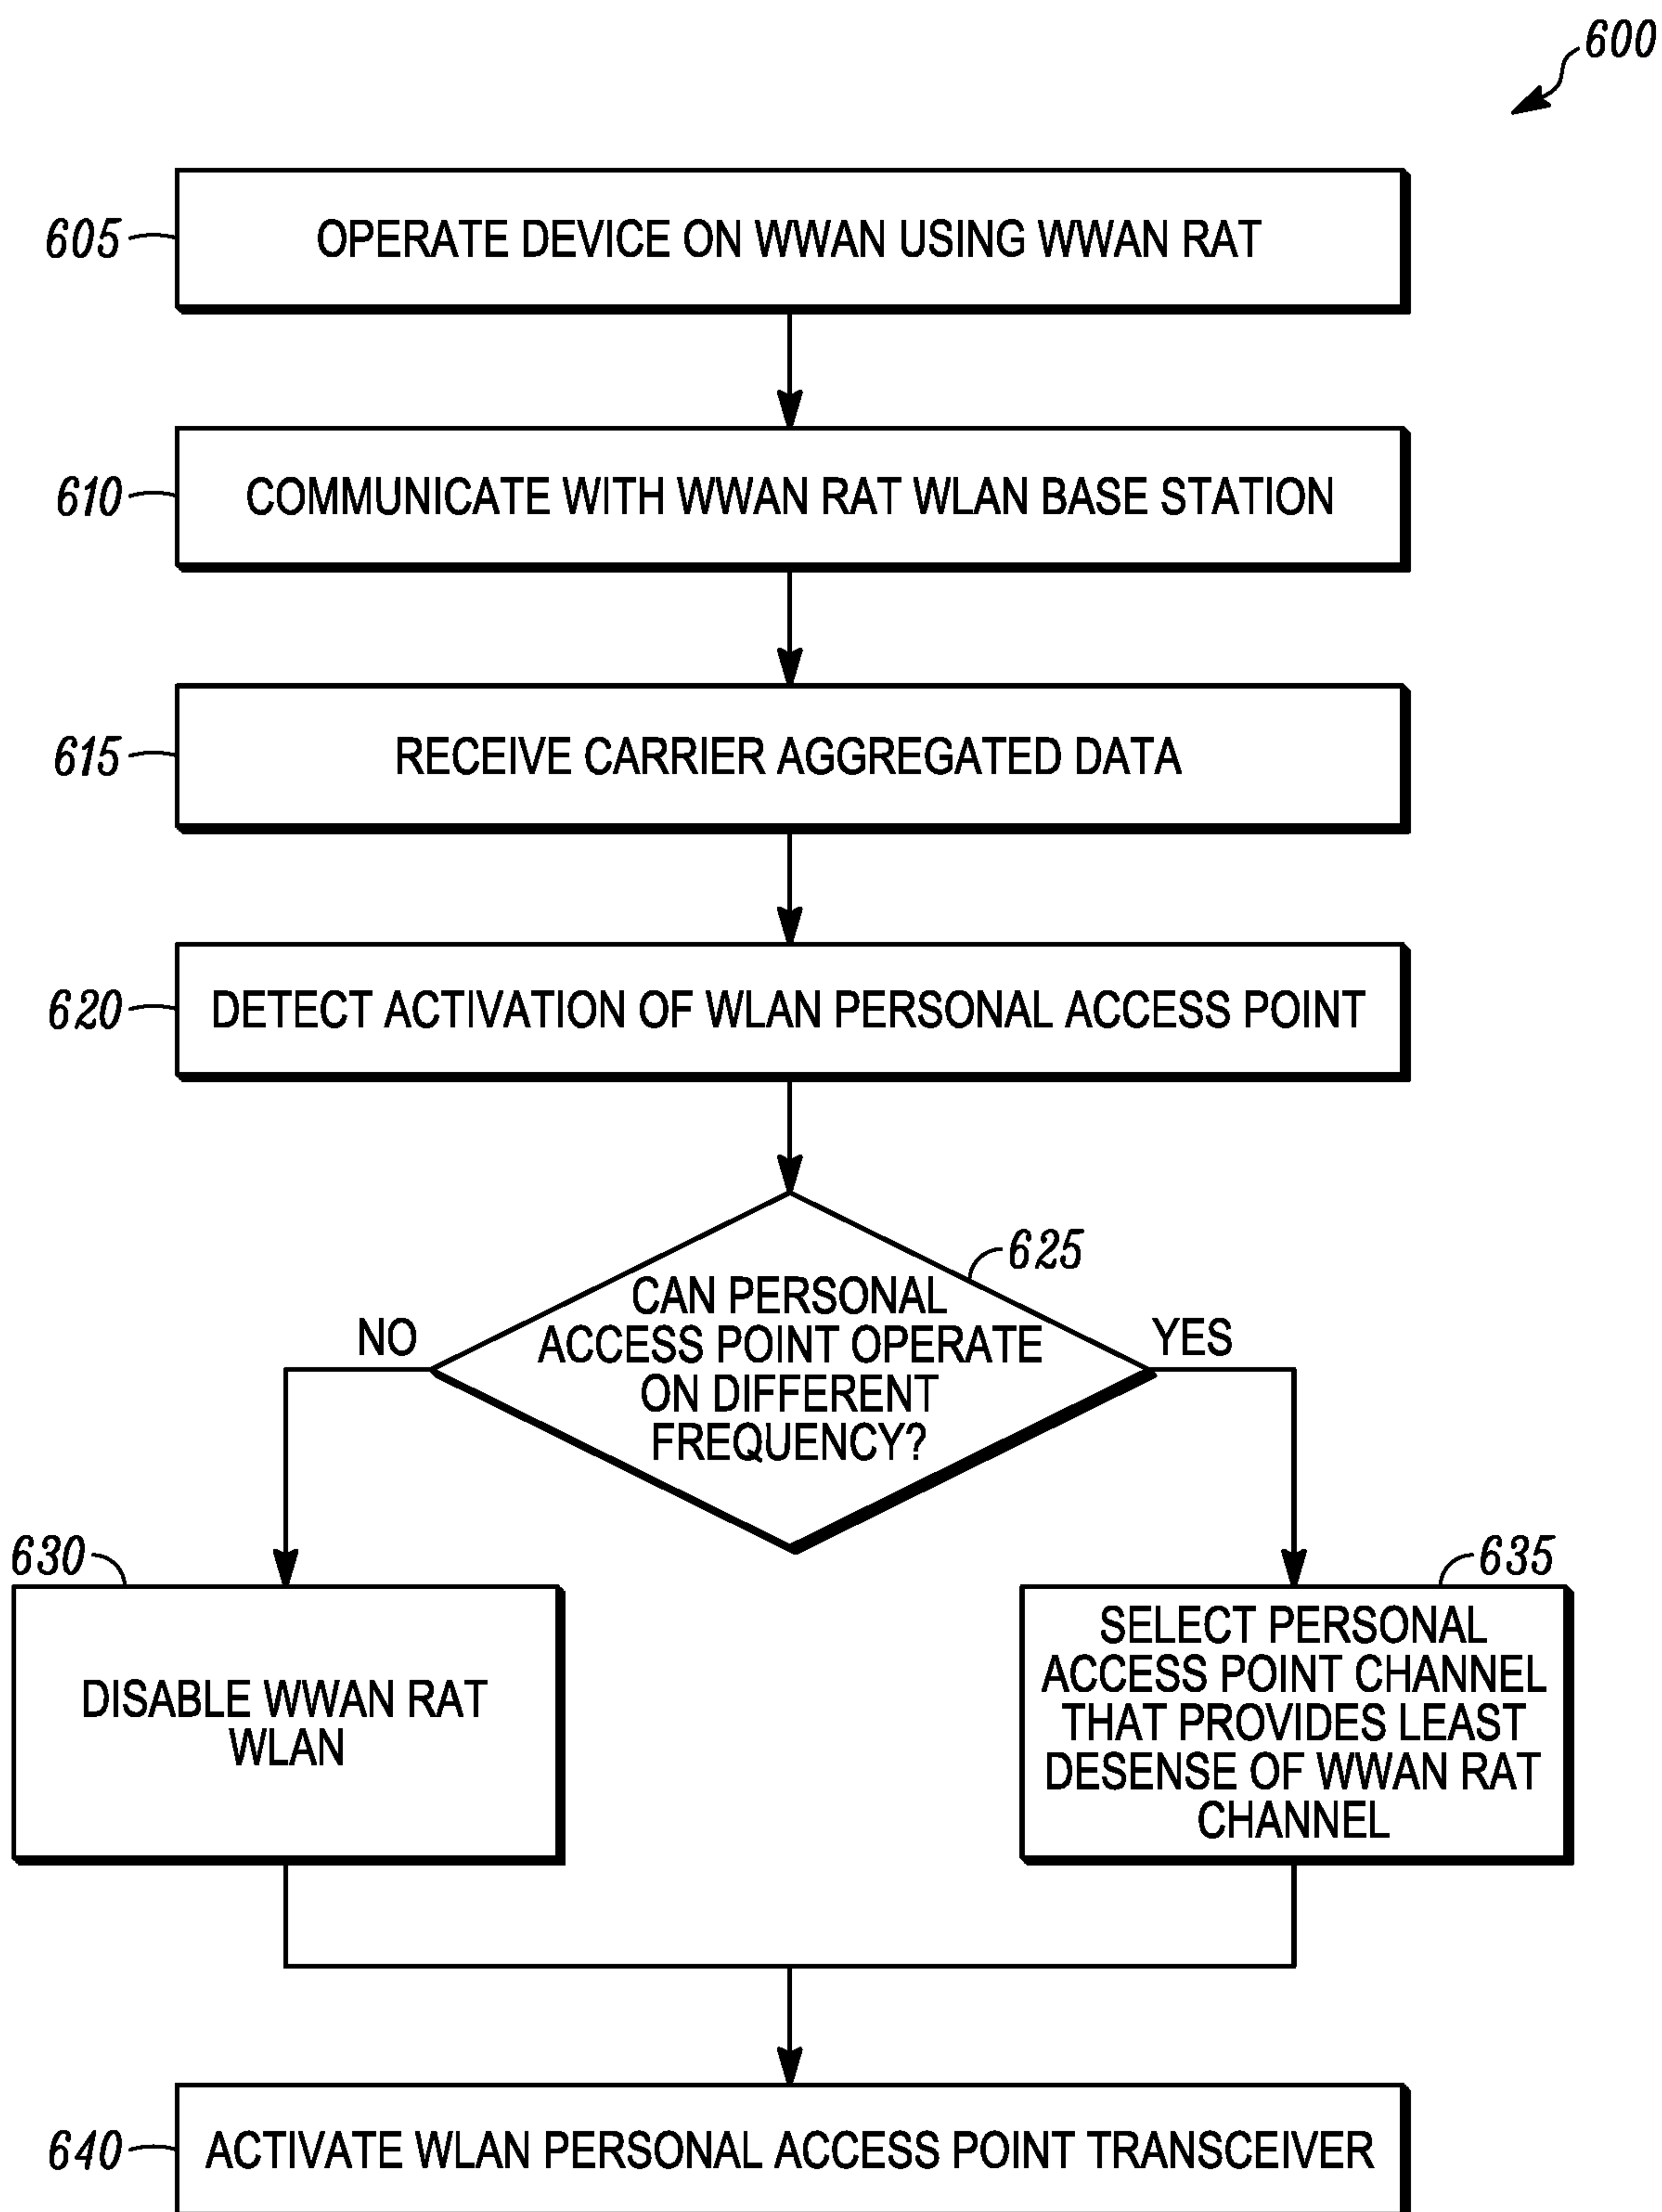 600
605
OPERATE DEVICE ON WWAN USING WWAN RAT
610
COMMUNICATE WITH WWAN RAT WLAN BASE STATION
615
RECEIVE CARRIER AGGREGATED DATA
620
DETECT ACTIVATION OF WLAN PERSONAL ACCESS POINT
625
CAN PERSONAL
ACCESS POINT OPERATE
ON DIFFERENT
FREQUENCY?
NO
YES
630
DISABLE WWAN RAT
WLAN
635
SELECT PERSONAL
ACCESS POINT CHANNEL
THAT PROVIDES LEAST
DESENSE OF WWAN RAT
CHANNEL
640
ACTIVATE WLAN PERSONAL ACCESS POINT TRANSCEIVER